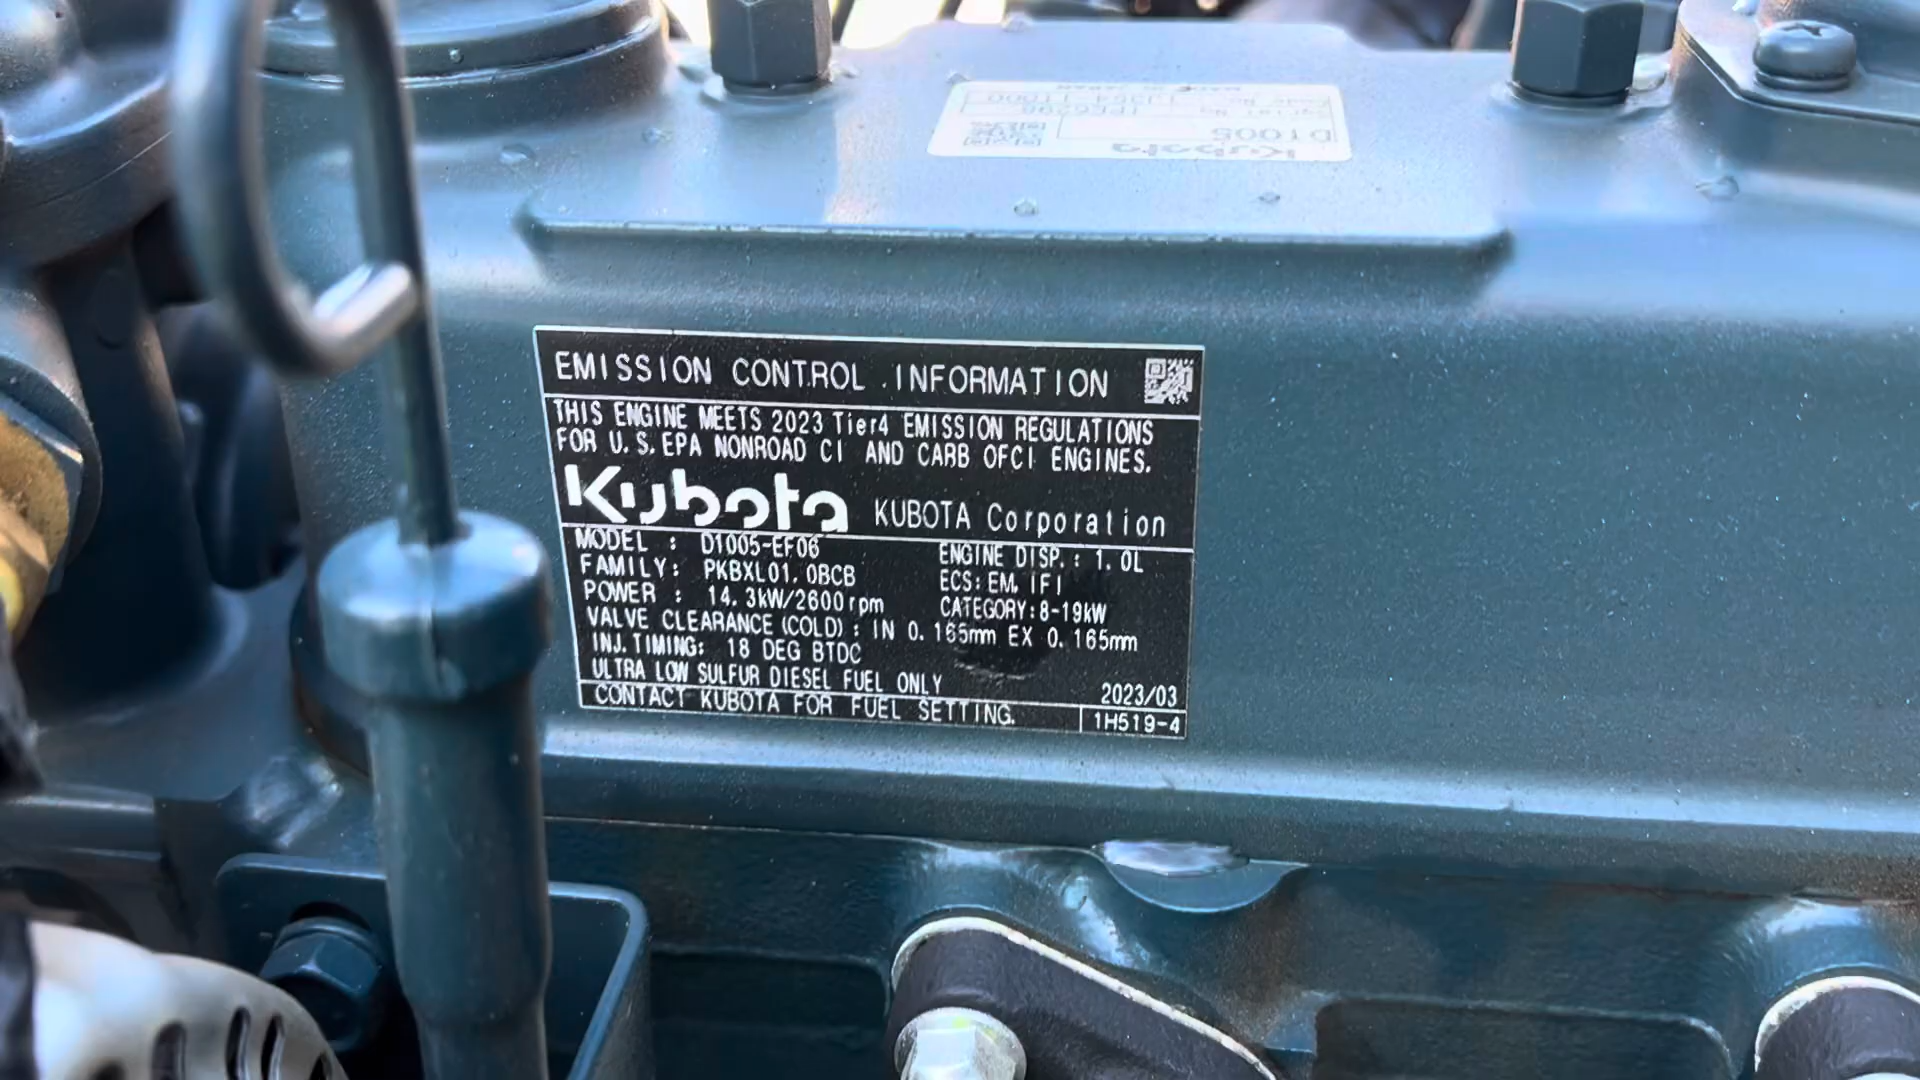 Kubota
D1005
EMISSION CONTROL INFORMATION
THIS ENGINE MEETS 2023 Tier4 EMISSION REGULATIONS
FOR U.S.EPA NONROAD CI AND CARB OFCI ENGINES.
Kubota KUBOTA Corporation
MODEL : D1005-EF06 ENGINE DISP.: 1.0L
FAMILY: PKBXL01.0BCB ECS:EM, IFI
POWER : 14.3kW/2600rpm CATEGORY:8-19kW
VALVE CLEARANCE(COLD): IN 0.165mm EX 0.165mm
INJ.TIMING: 18 DEG BTDC
ULTRA LOW SULFUR DIESEL FUEL ONLY 2023/03
CONTACT KUBOTA FOR FUEL SETTING. 1H519-4